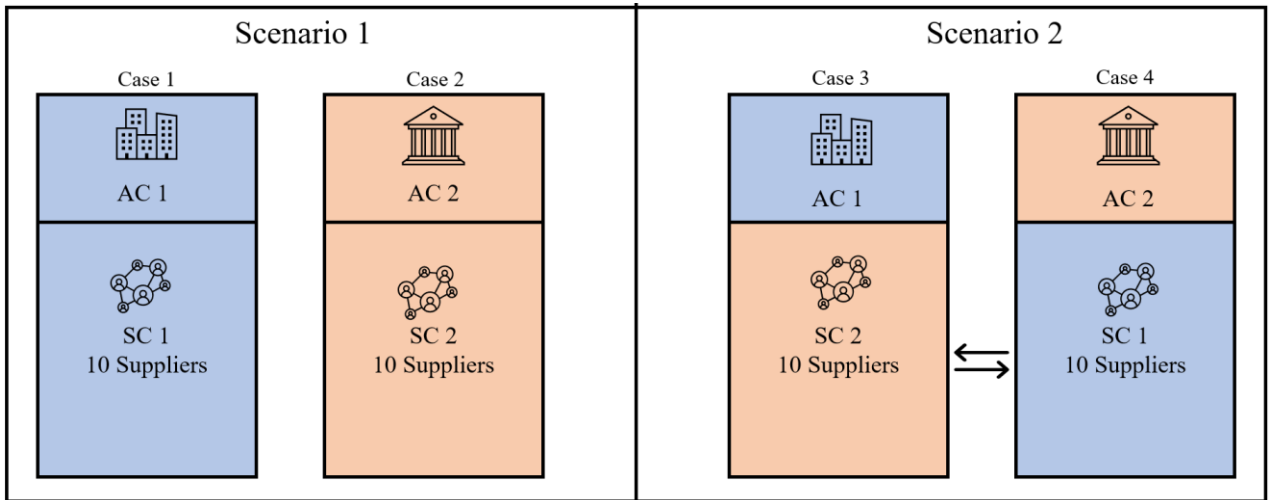 Scenario 1
Case 1
AC 1
SC 1
10 Suppliers
Case 2
AC 2
SC 2
10 Suppliers
Scenario 2
Case 3
AC 1
SC 2
10 Suppliers
Case 4
AC 2
SC 1
10 Suppliers